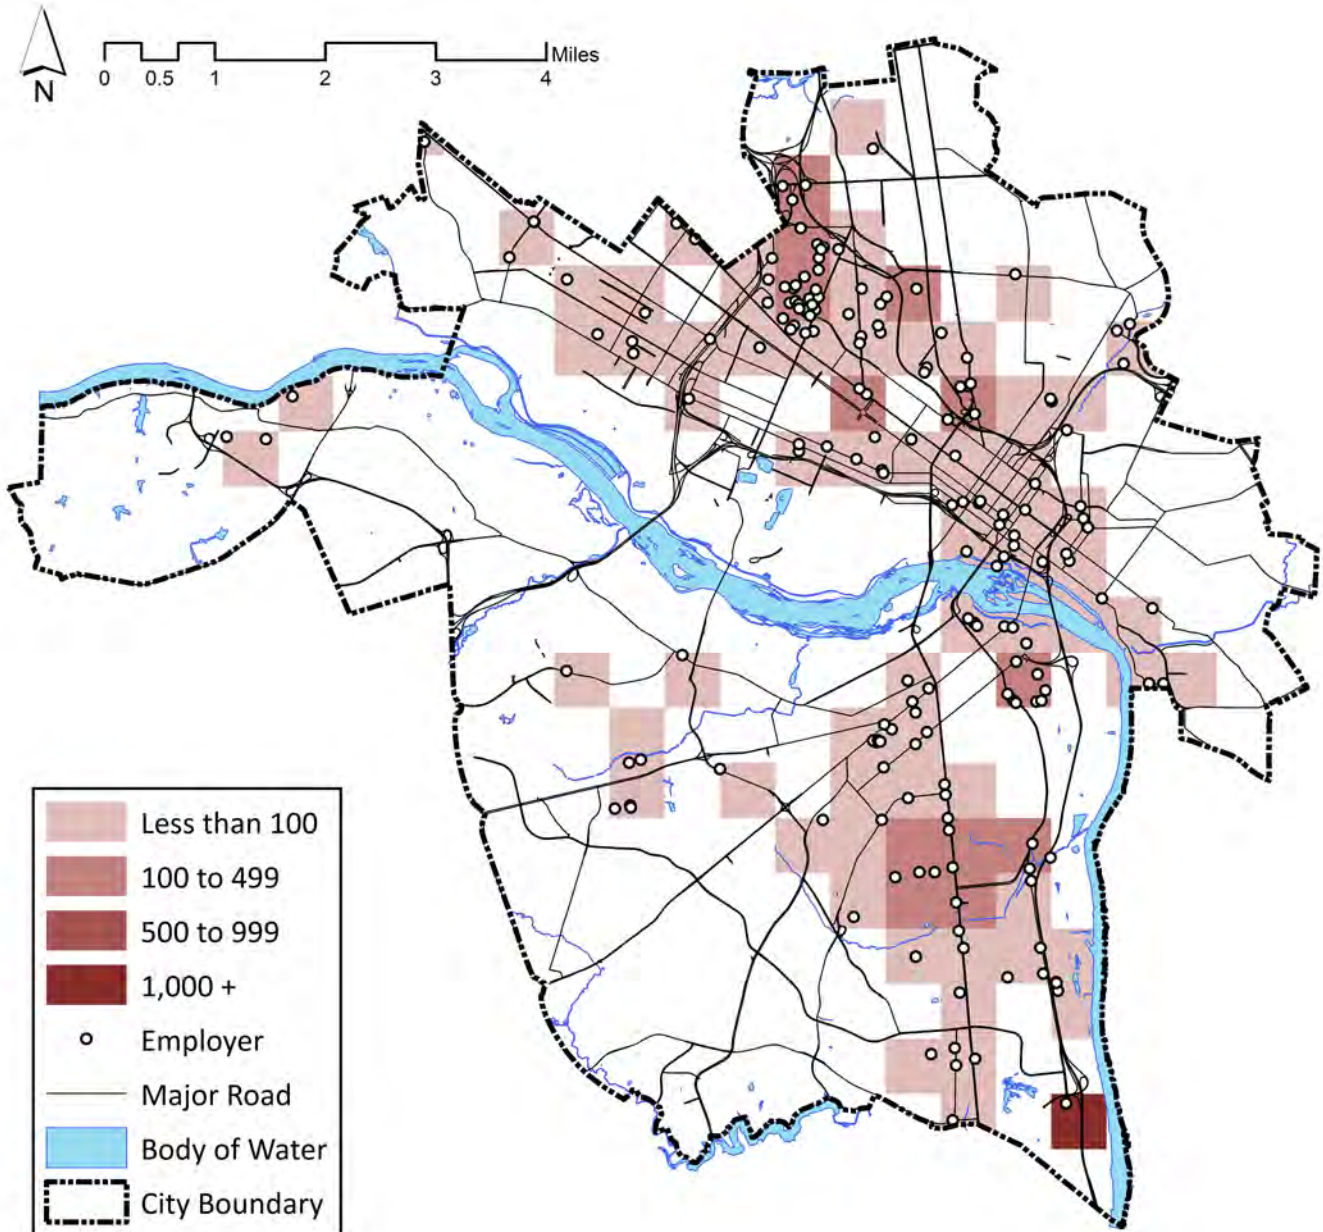 Miles
0 0.5 1 2 3 4
N
Less than 100
100 to 499
500 to 999
1,000 +
Employer
Major Road
Body of Water
City Boundary